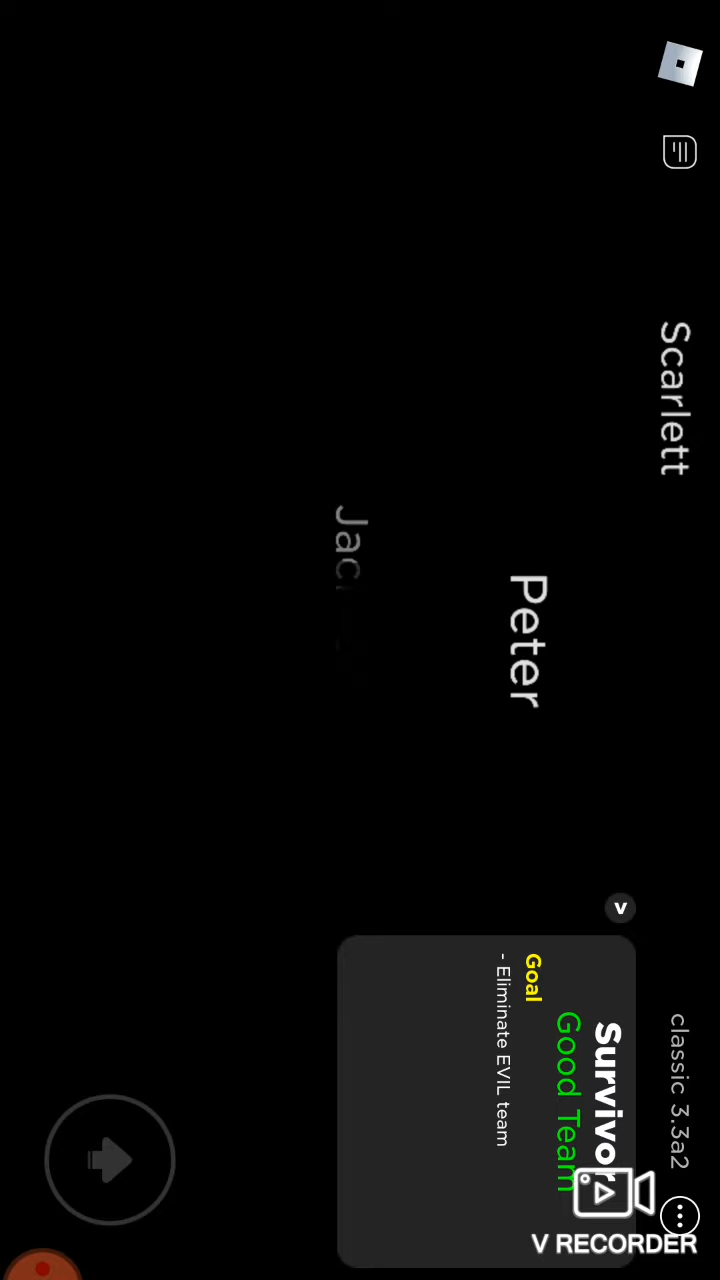 classic 3.3a2
Scarlett
Survivor
Good Team
Goal
- Eliminate EVIL team
Peter
V RECORDER